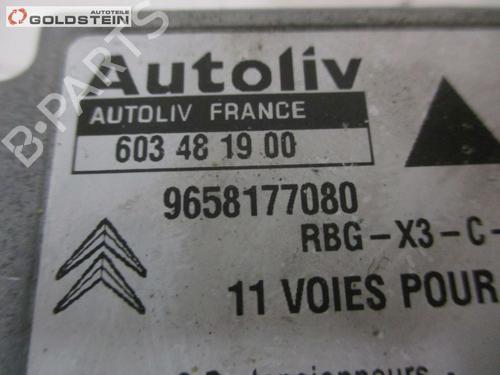 AUTOTEILE
GOLDSTEIN
B-PARTS
Autoliv
AUTOLIV FRANCE
603 48 19 00
9658177080
RBG-X3-C-
11 VOIES POUR